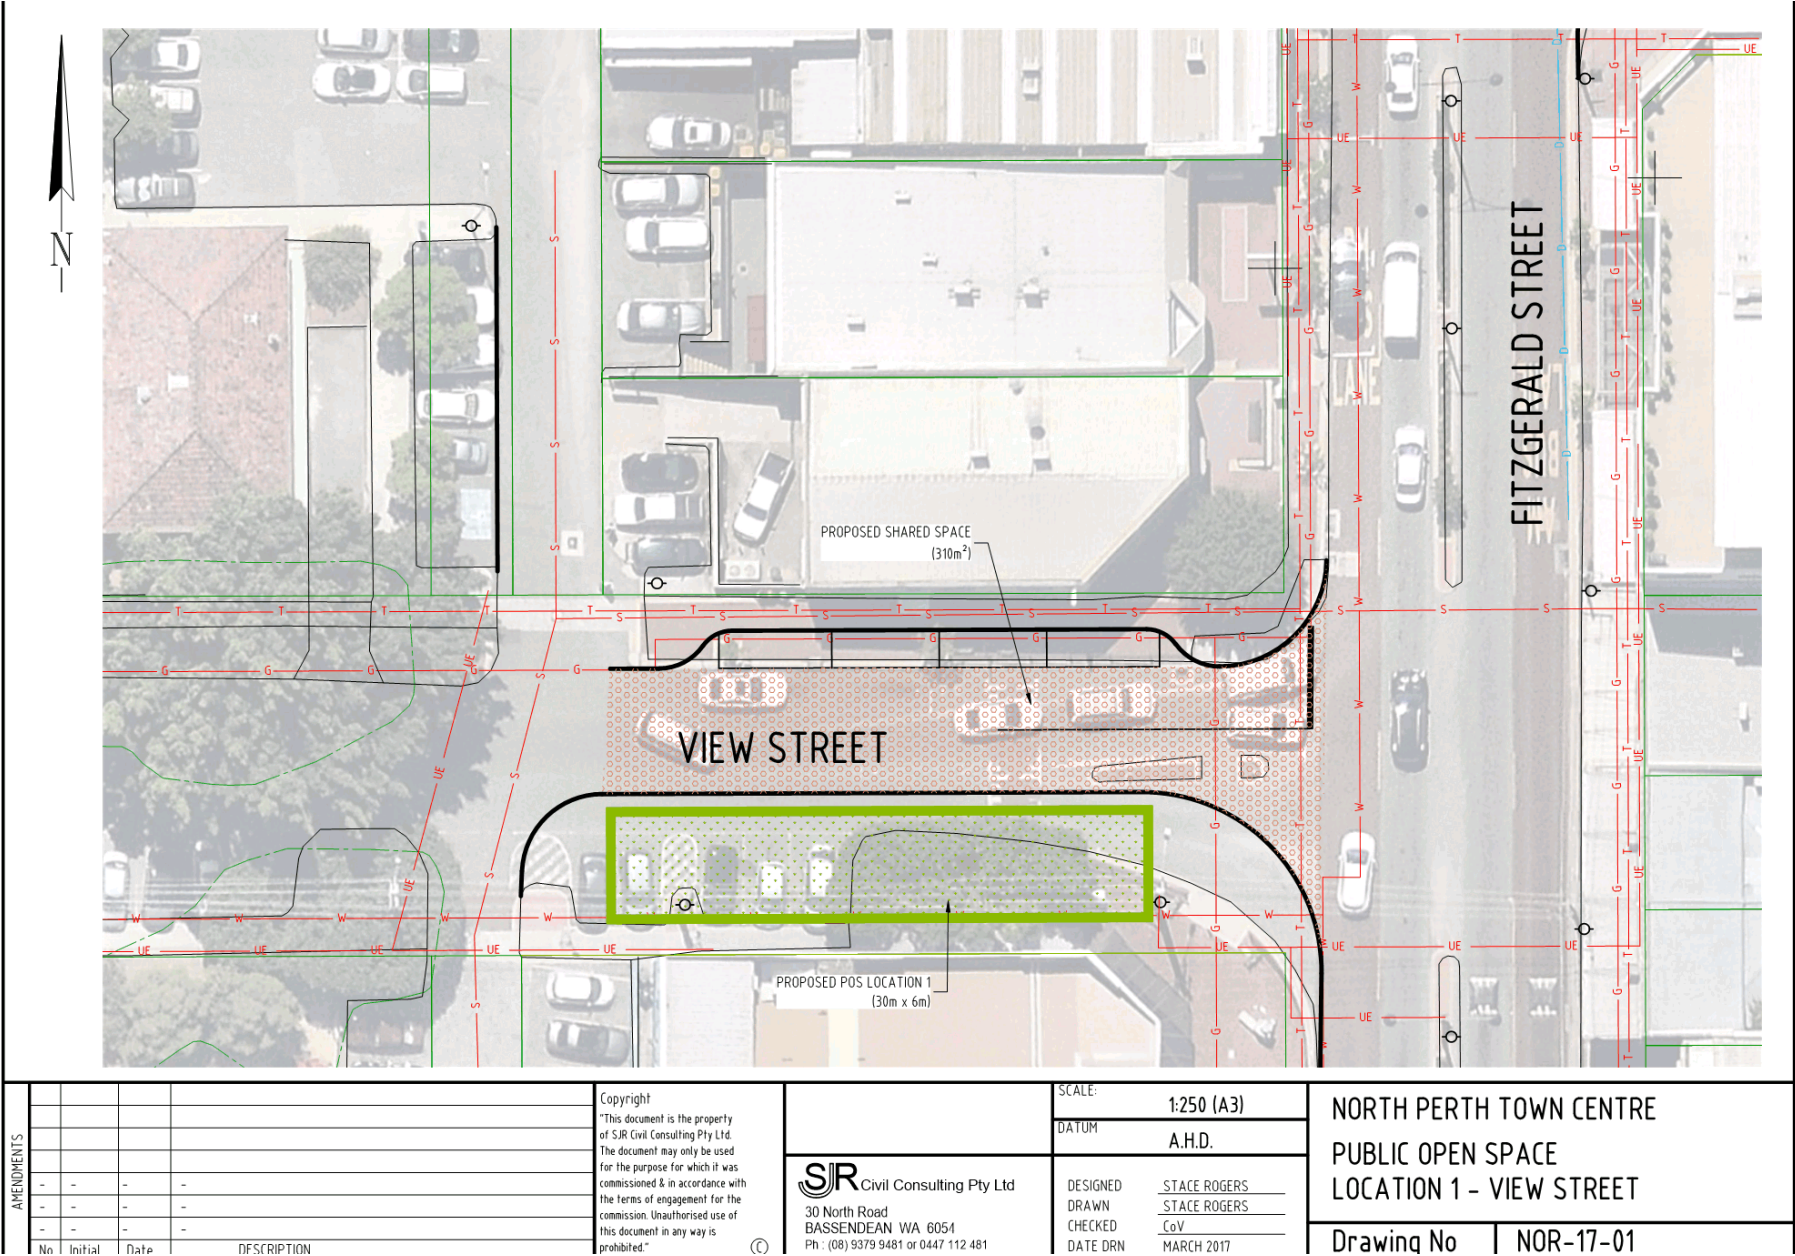 N
FITZGERALD STREET
PROPOSED SHARED SPACE
(310m²)
VIEW STREET
PROPOSED POS LOCATION 1
(30m x 6m)
AMENDMENTS
No Initial Date DESCRIPTION
Copyright
"This document is the property
of SJR Civil Consulting Pty Ltd.
The document may only be used
for the purpose for which it was
commissioned & in accordance with
the terms of engagement for the
commission. Unauthorised use of
this document in any way is
prohibited."
©
SJR Civil Consulting Pty Ltd
30 North Road
BASSENDEAN WA 6054
Ph : (08) 9379 9481 or 0447 112 481
SCALE:
1:250 (A3)
DATUM
A.H.D.
DESIGNED STACE ROGERS
DRAWN STACE ROGERS
CHECKED CoV
DATE DRN MARCH 2017
NORTH PERTH TOWN CENTRE
PUBLIC OPEN SPACE
LOCATION 1 - VIEW STREET
Drawing No NOR-17-01